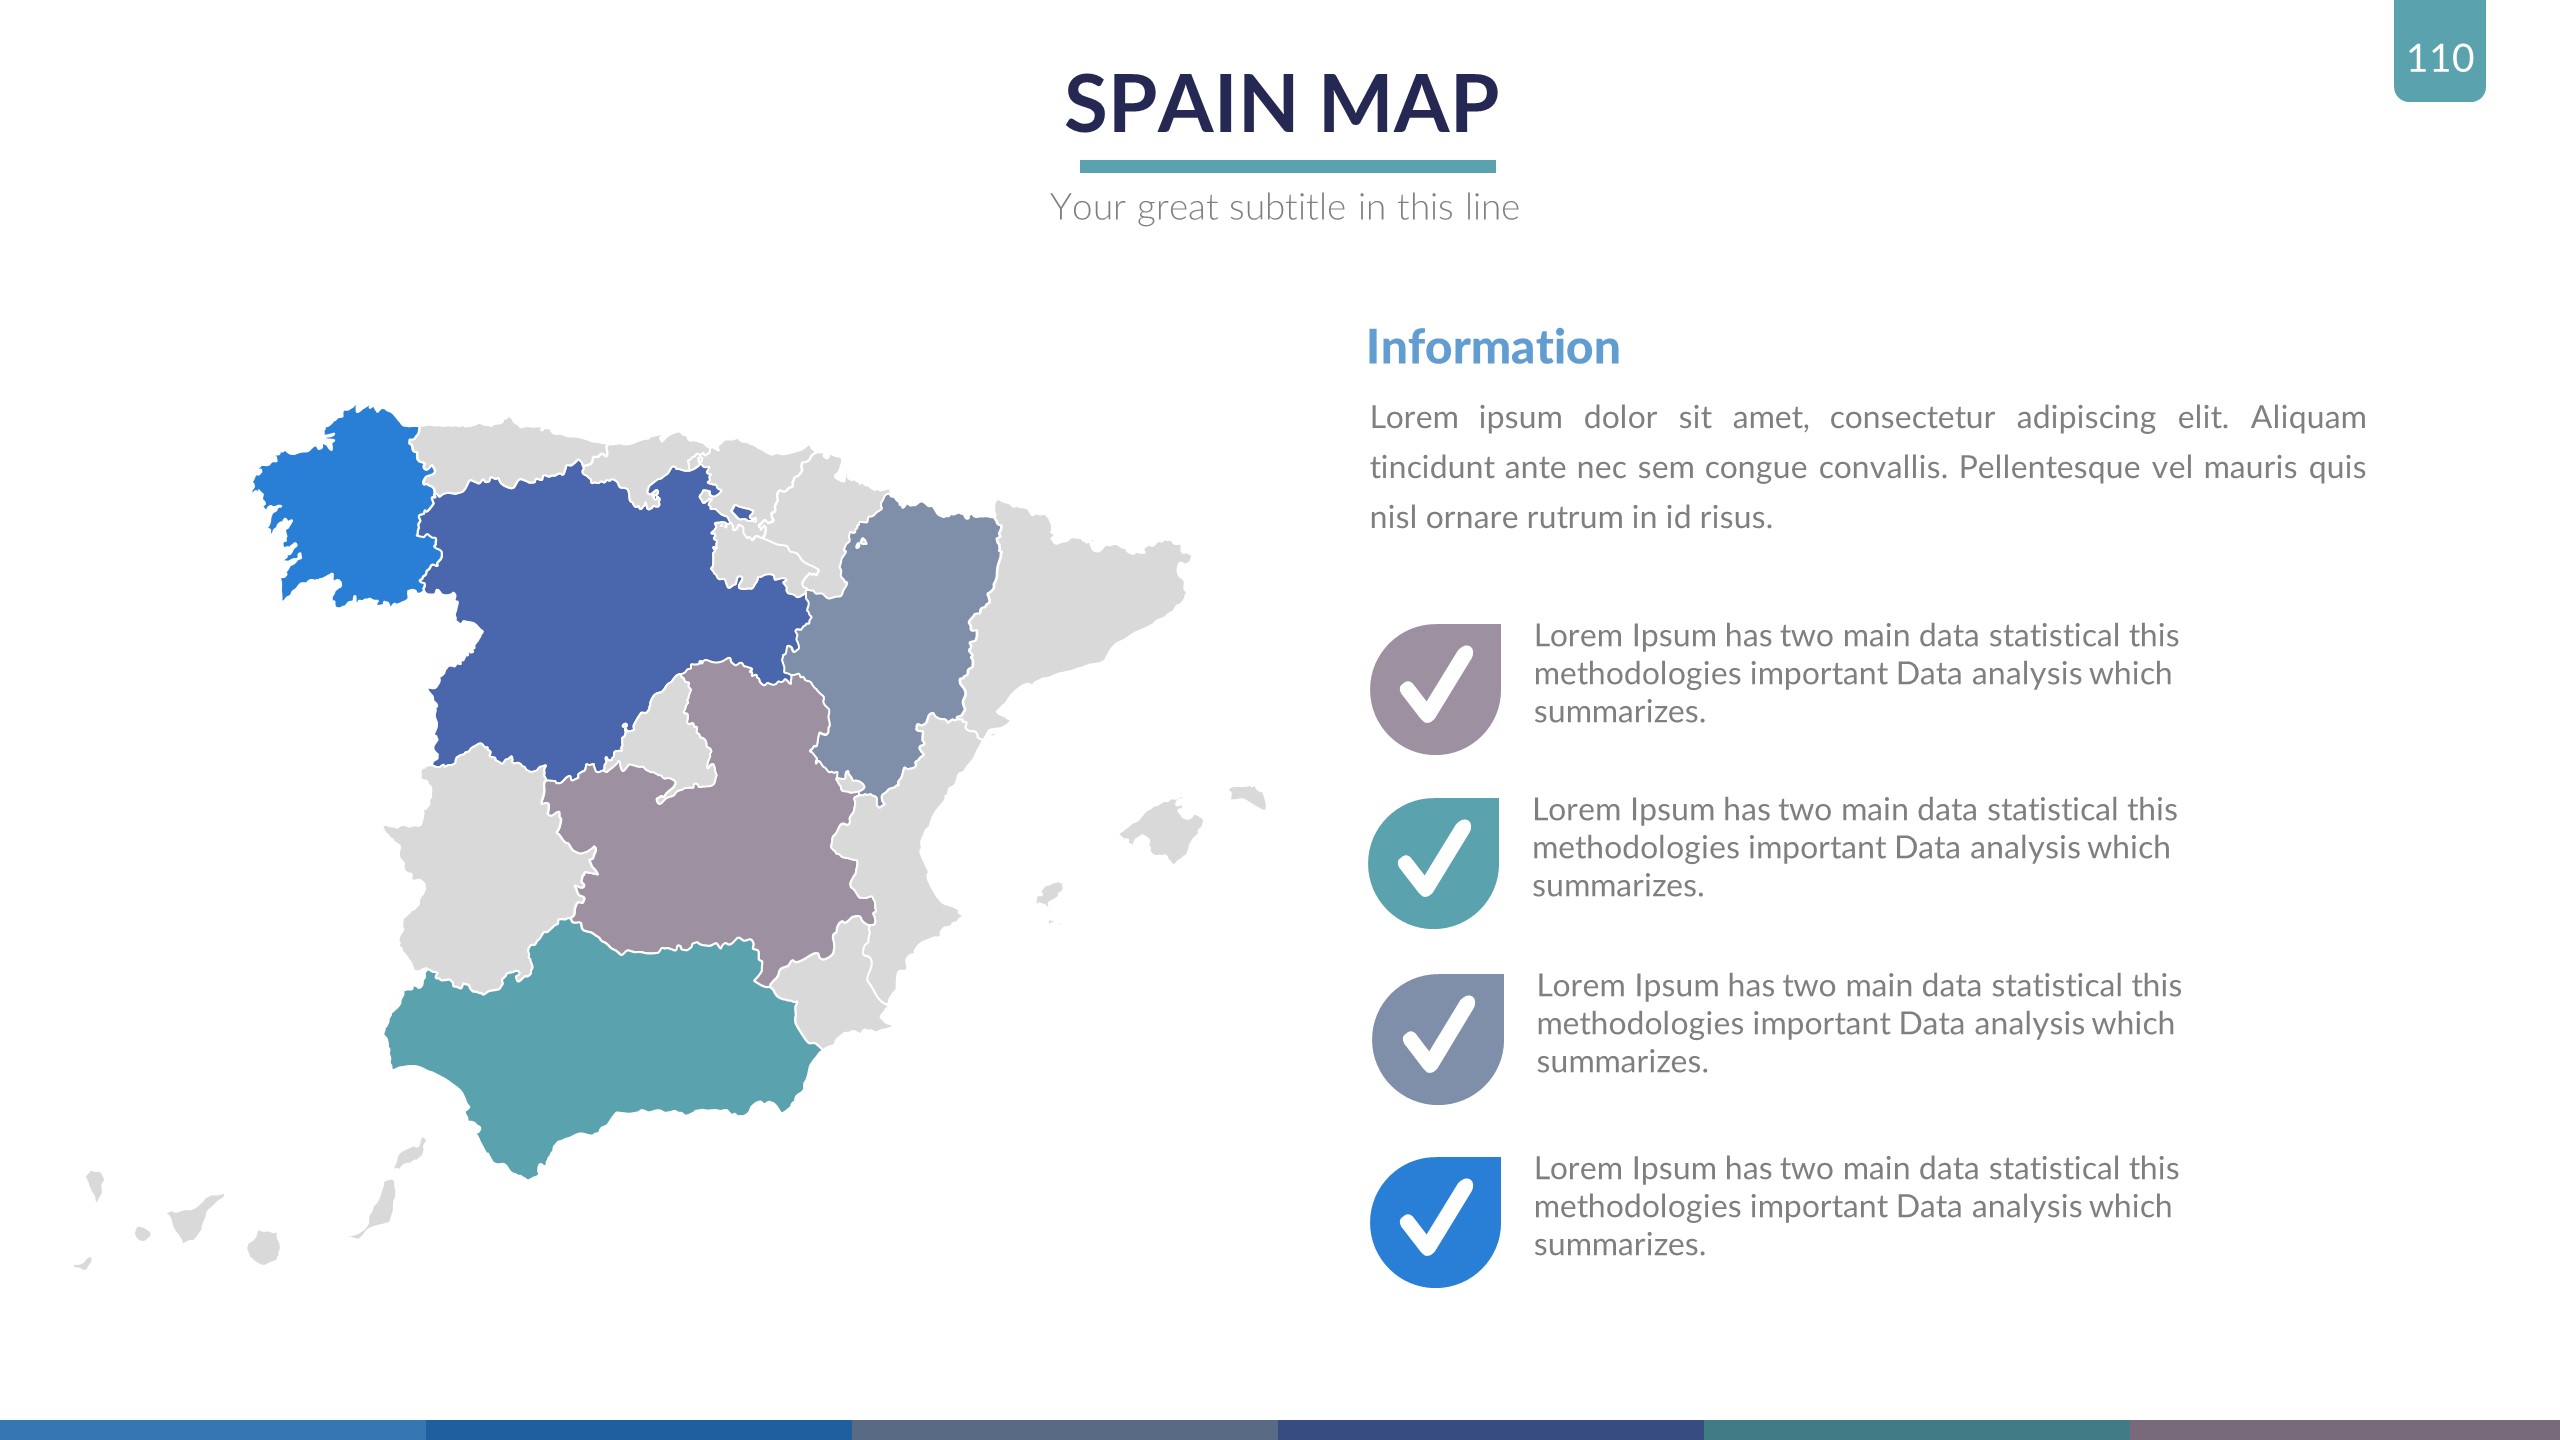 110
SPAIN MAP
Your great subtitle in this line
Information
Lorem ipsum dolor sit amet, consectetur adipiscing elit. Aliquam
tincidunt ante nec sem congue convallis. Pellentesque vel mauris quis
nisl ornare rutrum in id risus.
Lorem Ipsum has two main data statistical this
methodologies important Data analysis which
summarizes.
Lorem Ipsum has two main data statistical this
methodologies important Data analysis which
summarizes.
Lorem Ipsum has two main data statistical this
methodologies important Data analysis which
summarizes.
Lorem Ipsum has two main data statistical this
methodologies important Data analysis which
summarizes.